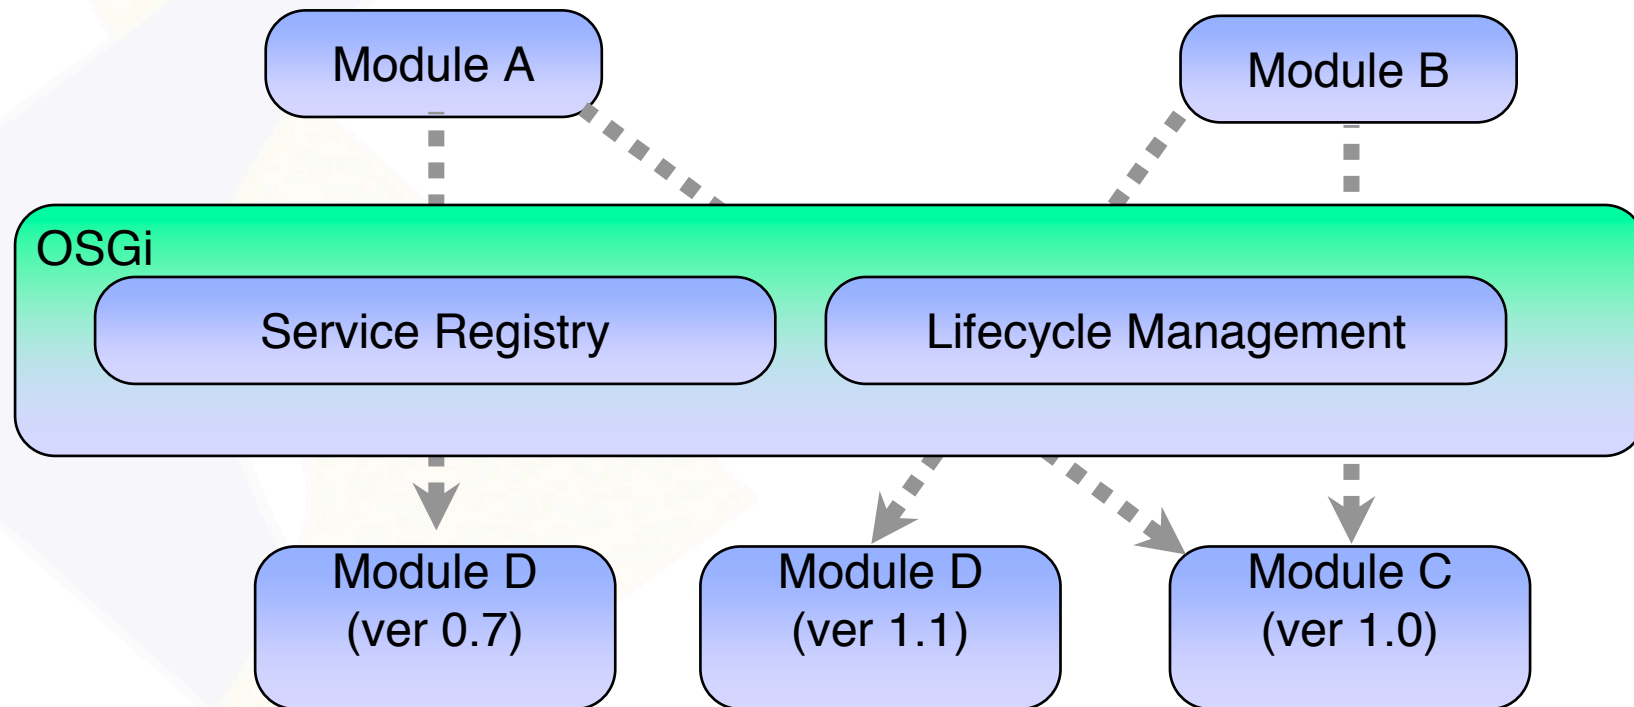 Module A
Module B
OSGi
Service Registry
Lifecycle Management
Module D
(ver 0.7)
Module D
(ver 1.1)
Module C
(ver 1.0)